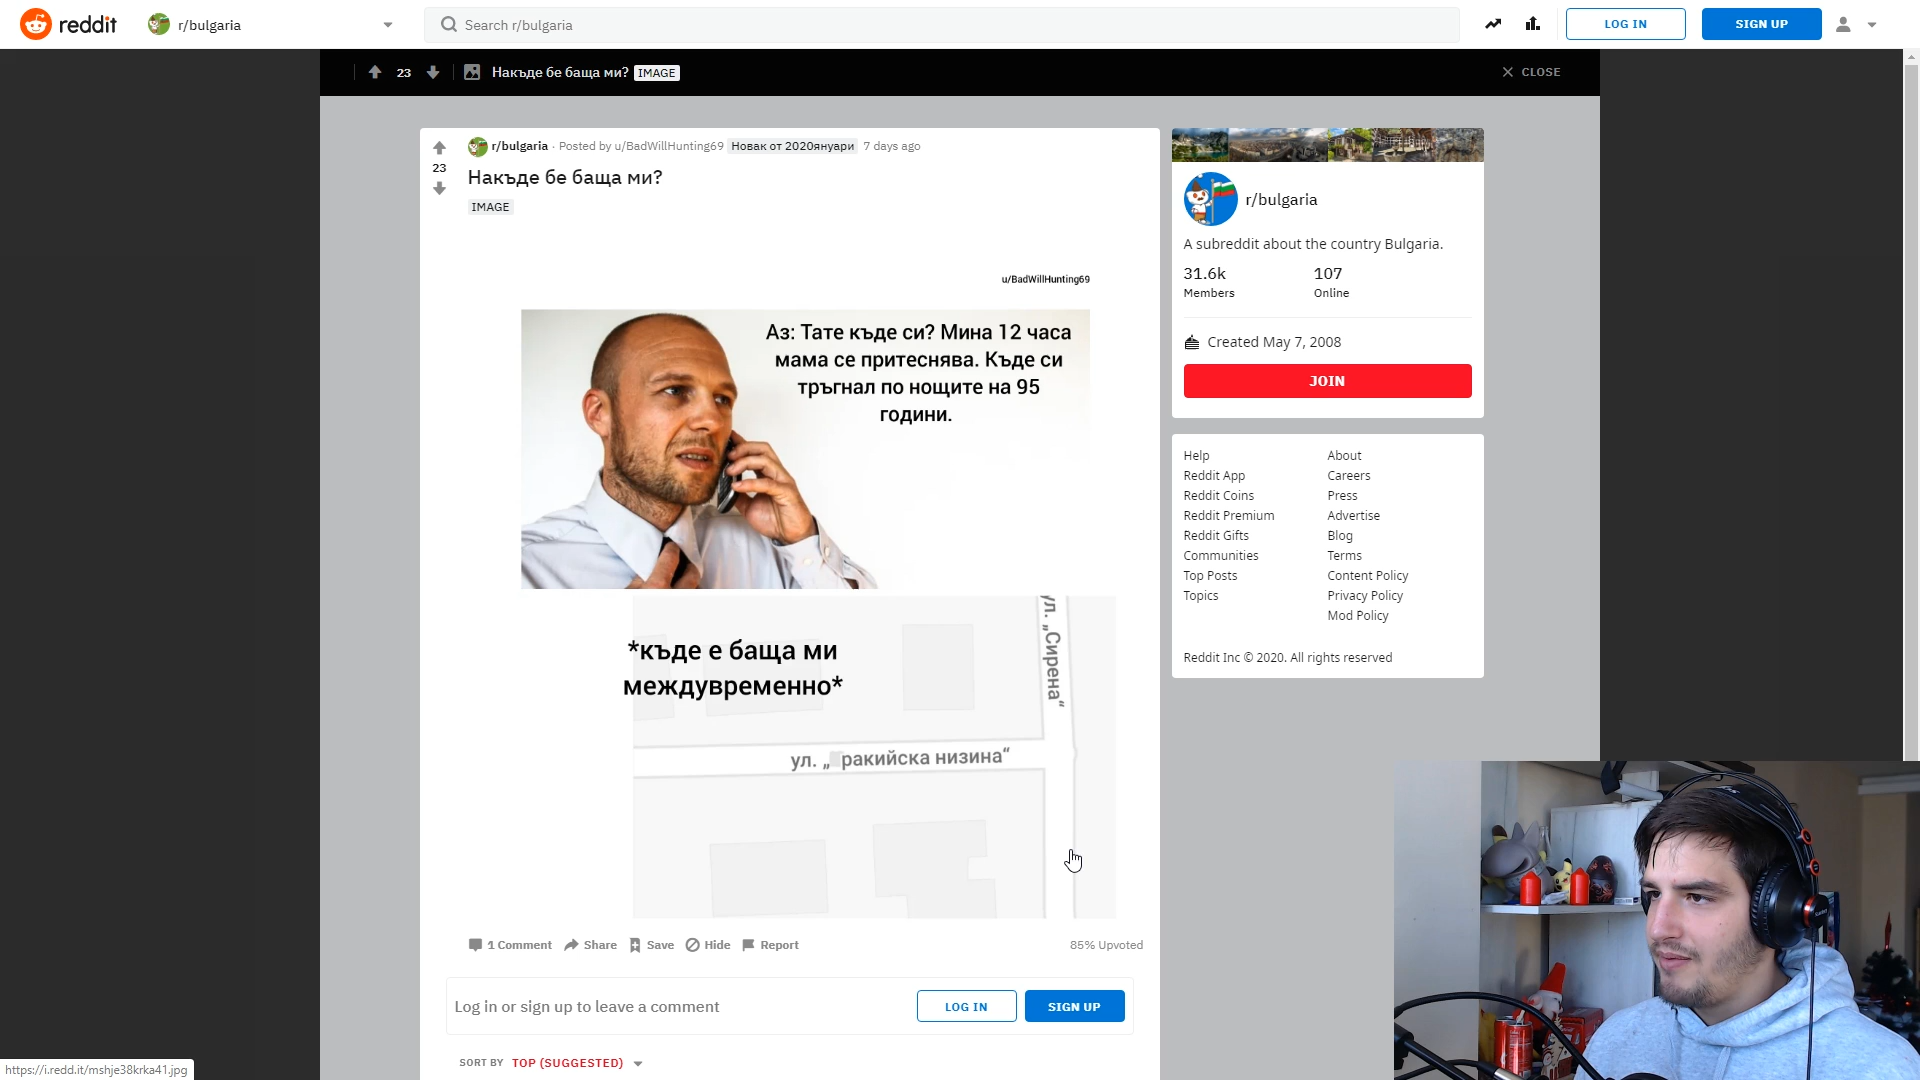 reddit
r/bulgaria
Search r/bulgaria
LOG IN
SIGN UP
23
Накъде бе баща ми?
IMAGE
CLOSE
r/bulgaria · Posted by u/BadWillHunting69 Новак от 2020януари 7 days ago
23
Накъде бе баща ми?
IMAGE
u/BadWillHunting69
Аз: Тате къде си? Мина 12 часа
мама се притеснява. Къде си
тръгнал по нощите на 95
години.
*къде е баща ми
междувременно*
ул. „Сирена“
ул. „ ракийска низина“
1 Comment
Share
Save
Hide
Report
85% Upvoted
Log in or sign up to leave a comment
LOG IN
SIGN UP
SORT BY TOP (SUGGESTED)
r/bulgaria
A subreddit about the country Bulgaria.
31.6k
107
Members
Online
Created May 7, 2008
JOIN
Help
About
Reddit App
Careers
Reddit Coins
Press
Reddit Premium
Advertise
Reddit Gifts
Blog
Communities
Terms
Top Posts
Content Policy
Topics
Privacy Policy
Mod Policy
Reddit Inc © 2020. All rights reserved
https://i.redd.it/mshje38krka41.jpg